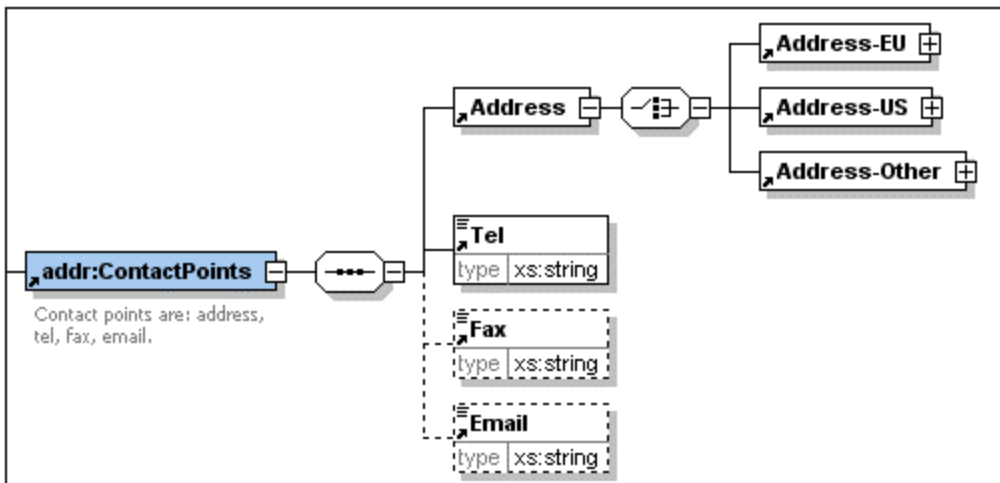 Address-EU
Address
Address-US
Address-Other
Tel
type xs:string
addr:ContactPoints
Contact points are: address,
tel, fax, email.
Fax
type xs:string
Email
type xs:string